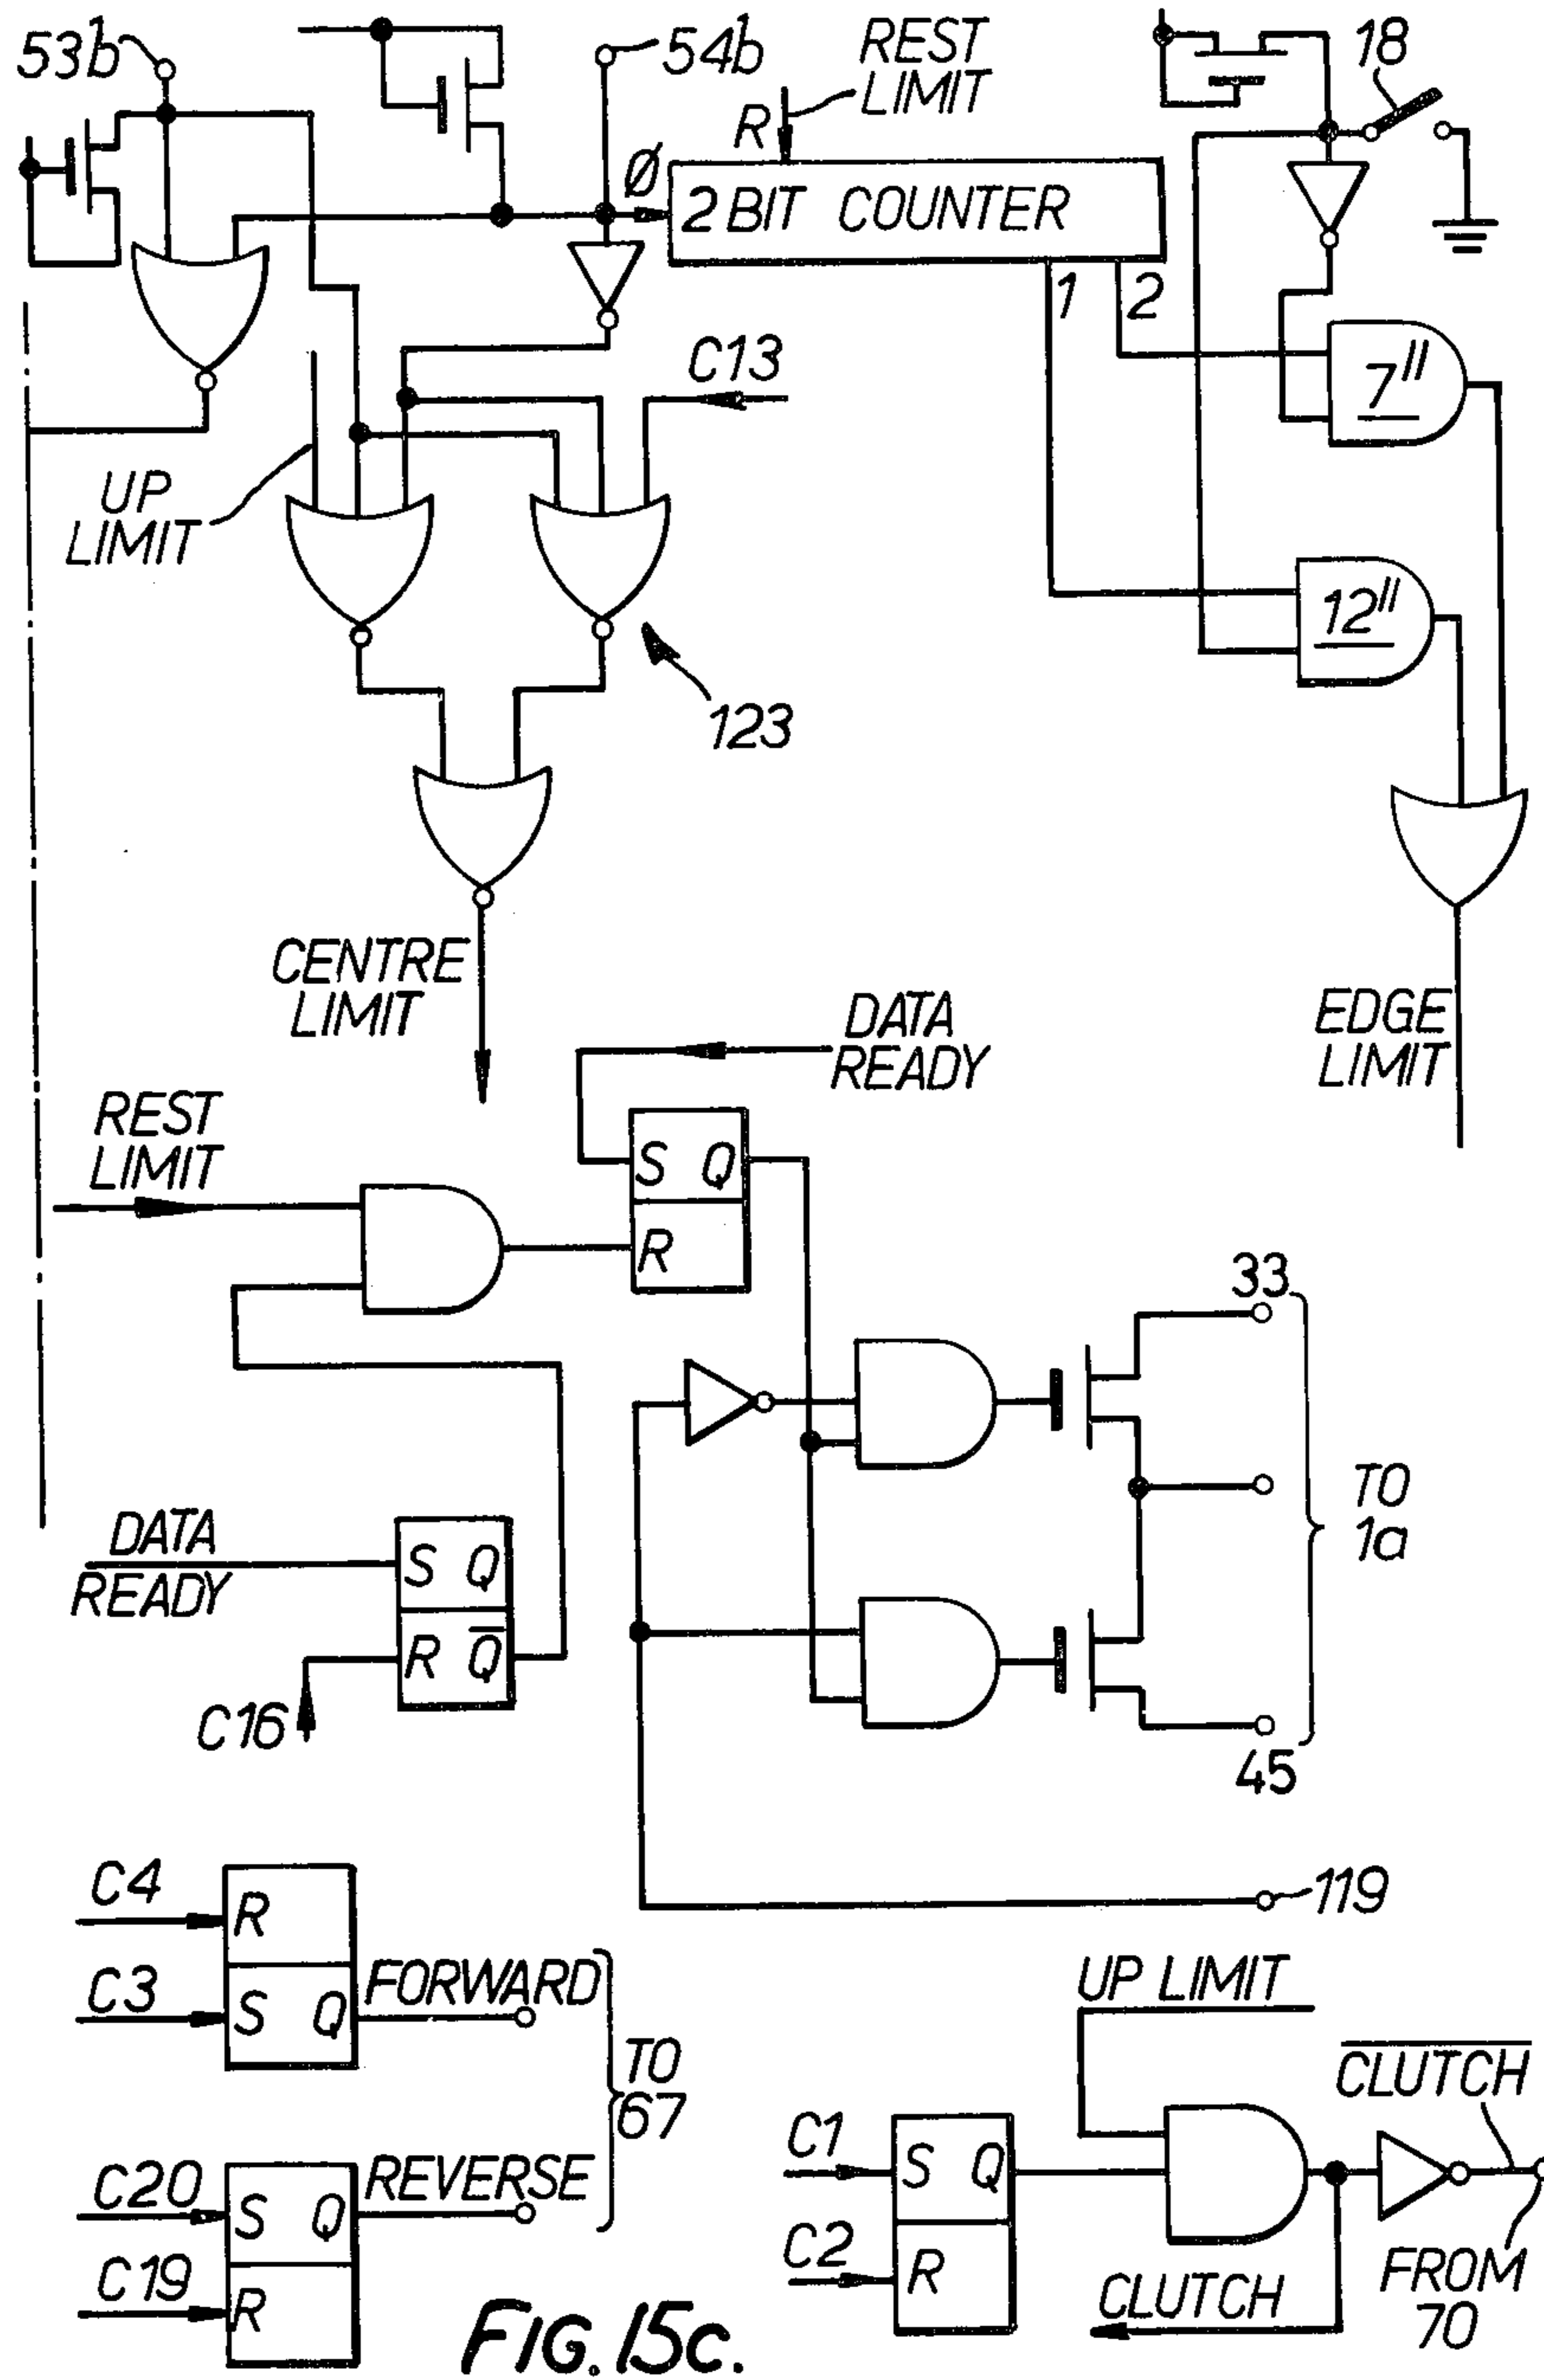 53b
54b
REST
LIMIT
18
R
Ø
2 BIT COUNTER
1
2
C13
7"
UP
LIMIT
12"
123
CENTRE
LIMIT
EDGE
LIMIT
DATA
READY
REST
LIMIT
S Q
R
33
TO
1a
DATA
READY
S Q
R Q̅
C16
45
119
C4
R
C3
S Q
FORWARD
TO
67
C20
S Q
REVERSE
C19
R
UP LIMIT
C̅L̅U̅T̅C̅H̅
C1
S Q
C2
R
CLUTCH
FROM
70
FIG. 15c.